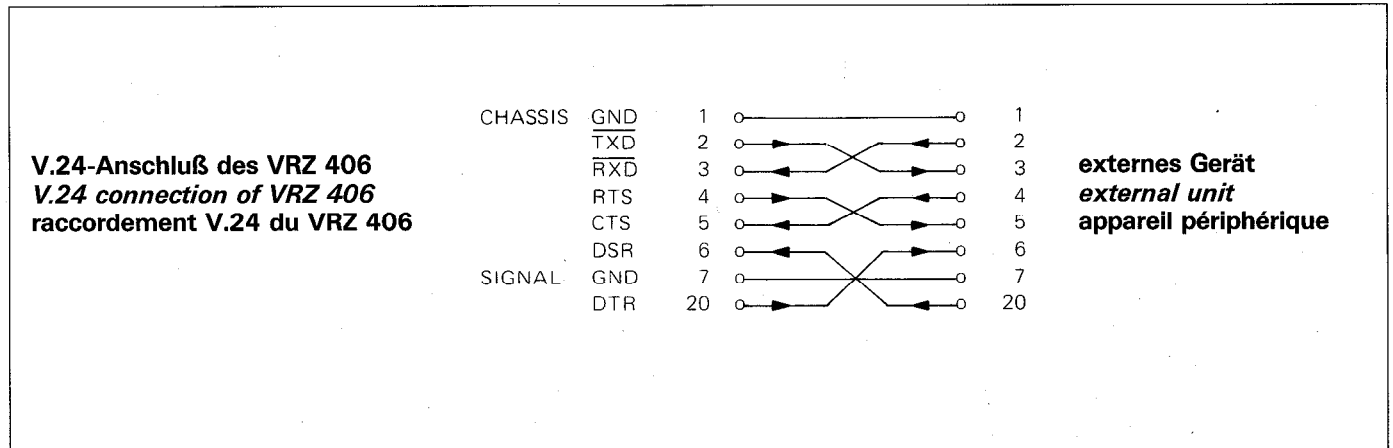 CHASSIS GND 1 1
TXD 2 2
RXD 3 3
RTS 4 4
CTS 5 5
DSR 6 6
SIGNAL GND 7 7
DTR 20 20
V.24-Anschluß des VRZ 406
V.24 connection of VRZ 406
raccordement V.24 du VRZ 406
externes Gerät
external unit
appareil périphérique